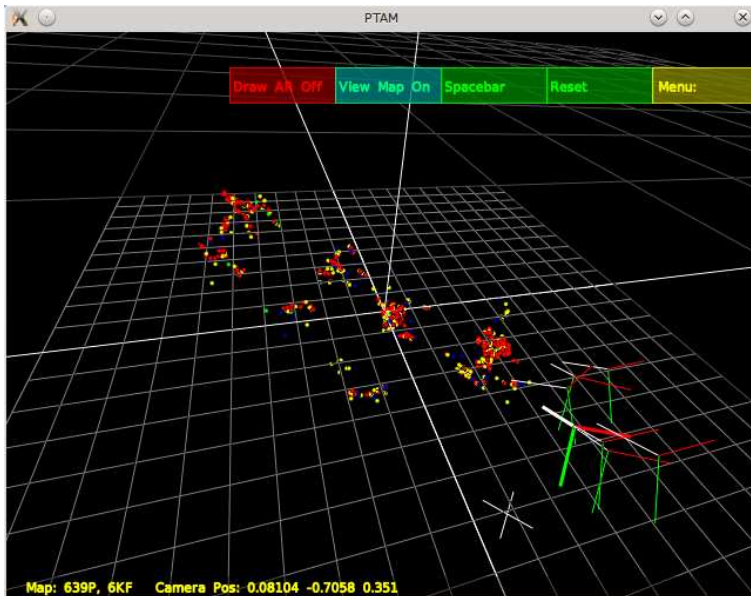 PTAM
Draw AR Off View Map On Spacebar Reset Menu:
Map: 639P, 6KF Camera Pos: 0.08104 -0.7058 0.351